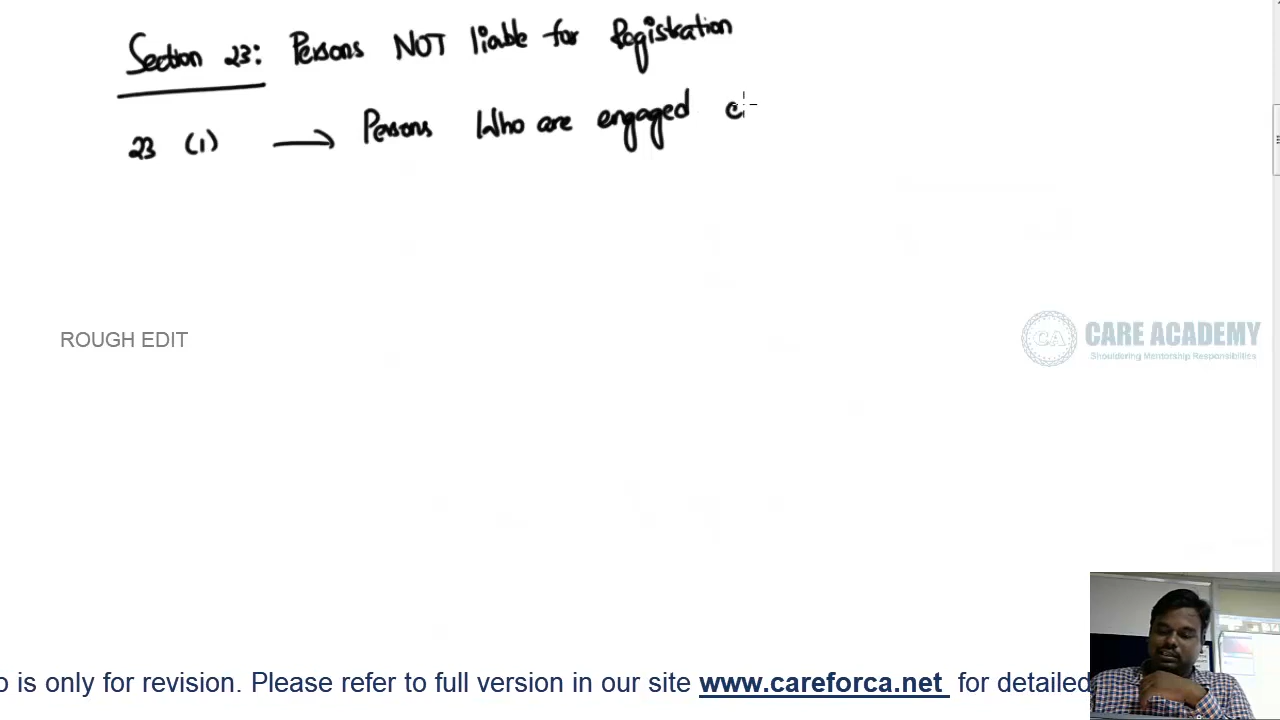 Section 23: Persons NOT liable for Registration
23 (1) → Persons Who are engaged
ROUGH EDIT
CA CARE ACADEMY
Shouldering Mentorship Responsibilities
o is only for revision. Please refer to full version in our site www.careforca.net for detailed